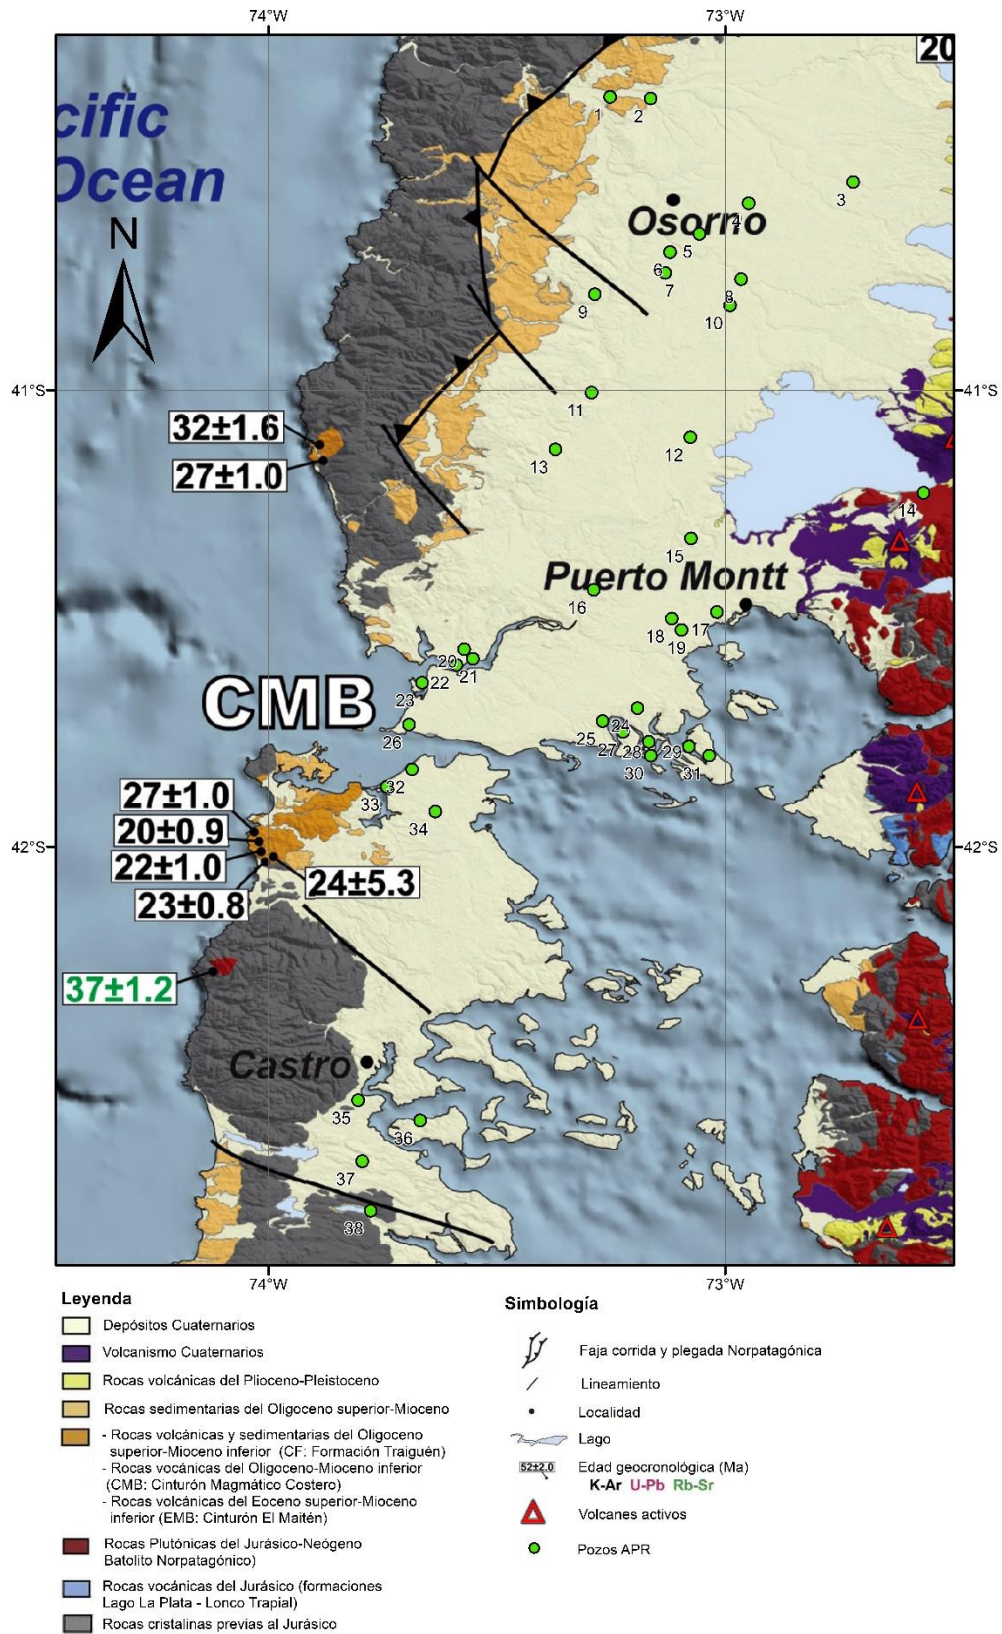 74°W
73°W
20
cific
Ocean
N
1
2
3
Osorno
4
5
6
7
8
9
10
41°S
41°S
11
32±1.6
12
27±1.0
13
14
15
Puerto Montt
16
17
18
19
20
21
22
23
CMB
24
25
26
27
28
29
30
31
32
27±1.0
33
34
20±0.9
42°S
42°S
22±1.0
24±5.3
23±0.8
37±1.2
Castro
35
36
37
38
74°W
73°W
Leyenda
Depósitos Cuaternarios
Volcanismo Cuaternarios
Rocas volcánicas del Plioceno-Pleistoceno
Rocas sedimentarias del Oligoceno superior-Mioceno
- Rocas volcánicas y sedimentarias del Oligoceno
superior-Mioceno inferior (CF: Formación Traiguén)
- Rocas vocánicas del Oligoceno-Mioceno inferior
(CMB: Cinturón Magmático Costero)
- Rocas volcánicas del Eoceno superior-Mioceno
inferior (EMB: Cinturón El Maitén)
Rocas Plutónicas del Jurásico-Neógeno
Batolito Norpatagónico)
Rocas vocánicas del Jurásico (formaciones
Lago La Plata - Lonco Trapial)
Rocas cristalinas previas al Jurásico
Simbología
Faja corrida y plegada Norpatagónica
Lineamiento
Localidad
Lago
52±2.0
Edad geocronológica (Ma)
K-Ar U-Pb Rb-Sr
Volcanes activos
Pozos APR